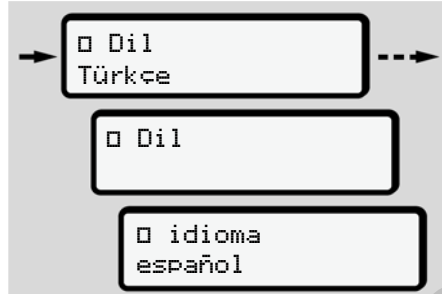 □ Dil
Türkçe
□ Dil
□ idioma
español